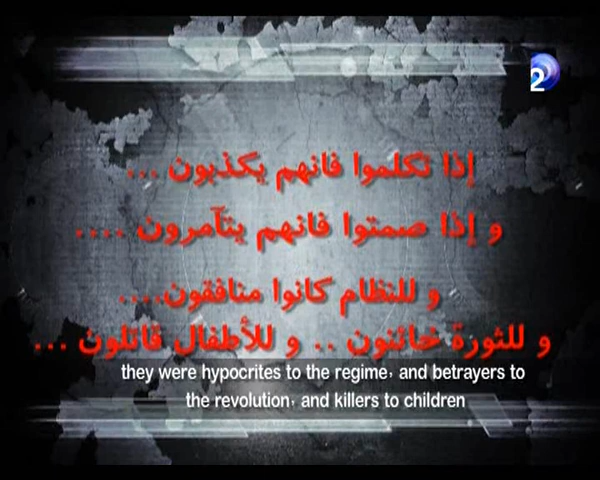 2
إذا تكلموا فانهم يكذبون ...
و إذا صمتوا فانهم يتآمرون ....
و للنظام كانوا منافقون....
و للثورة خائنون .. و للأطفال قاتلون ...
they were hypocrites to the regime, and betrayers to
the revolution, and killers to children